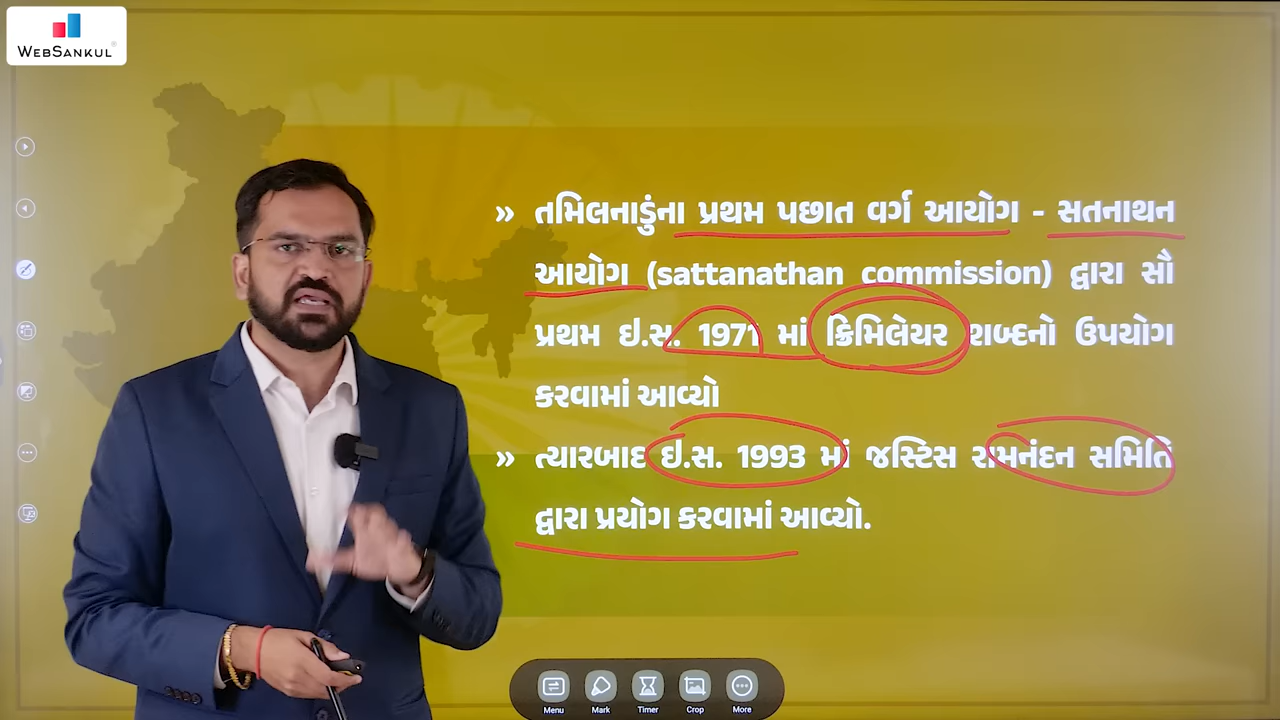 WEBSANKUL
» તમિલનાડુંના પ્રથમ પછાત વર્ગ આયોગ - સતનાથન
આયોગ (sattanathan commission) દ્વારા સૌ
પ્રથમ ઇ.સ. 1971 માં ક્રિમિલેયર શબ્દનો ઉપયોગ
કરવામાં આવ્યો
» ત્યારબાદ ઇ.સ. 1993 માં જસ્ટિસ રામનંદન સમિતિ
દ્વારા પ્રયોગ કરવામાં આવ્યો.
Menu Mark Timer Crop More